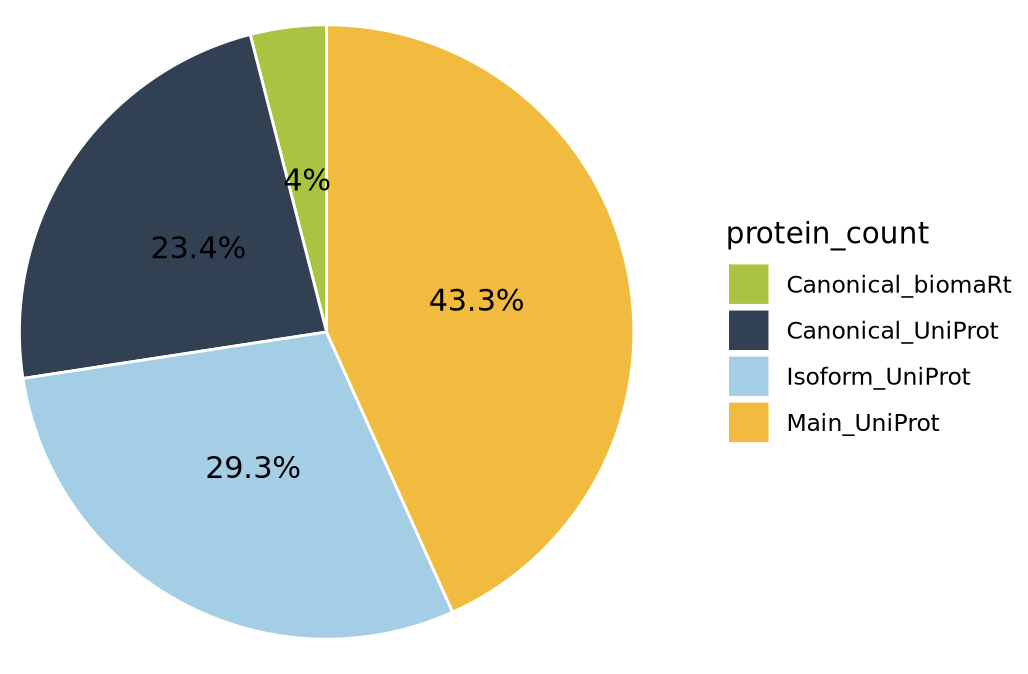 4%
23.4%
43.3%
29.3%
protein_count
Canonical_biomaRt
Canonical_UniProt
Isoform_UniProt
Main_UniProt